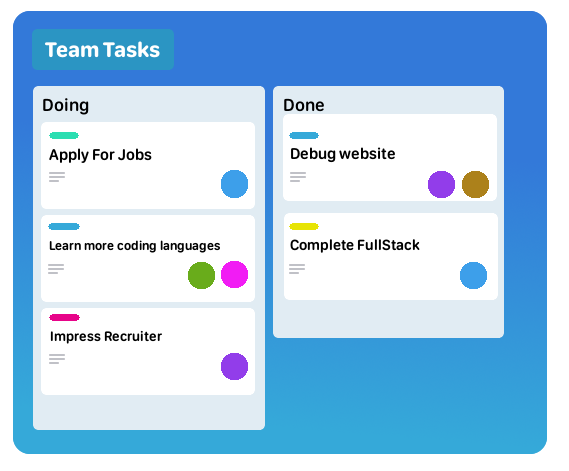 Team Tasks
Doing
Apply For Jobs
Learn more coding languages
Impress Recruiter
Done
Debug website
Complete FullStack